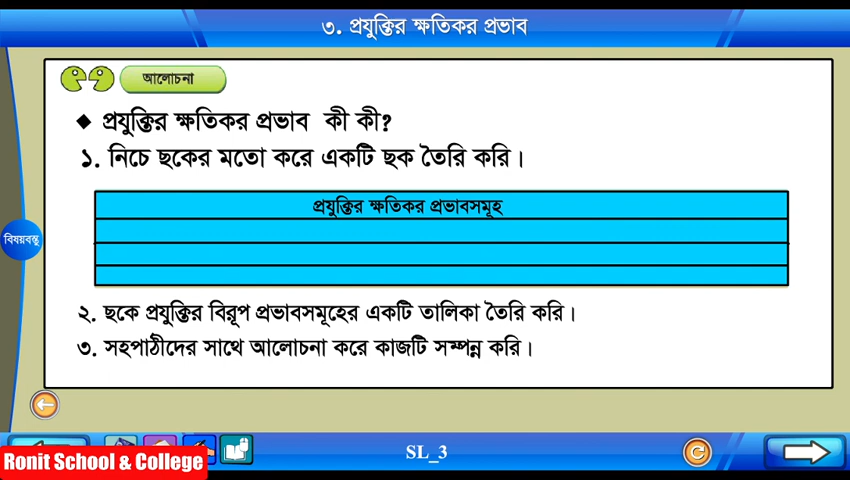 ৩. প্রযুক্তির ক্ষতিকর প্রভাব
আলোচনা
◆ প্রযুক্তির ক্ষতিকর প্রভাব কী কী?
১. নিচে ছকের মতো করে একটি ছক তৈরি করি।
প্রযুক্তির ক্ষতিকর প্রভাবসমূহ
বিষয়বস্তু
২. ছকে প্রযুক্তির বিরূপ প্রভাবসমূহের একটি তালিকা তৈরি করি।
৩. সহপাঠীদের সাথে আলোচনা করে কাজটি সম্পন্ন করি।
SL_3
Ronit School & College